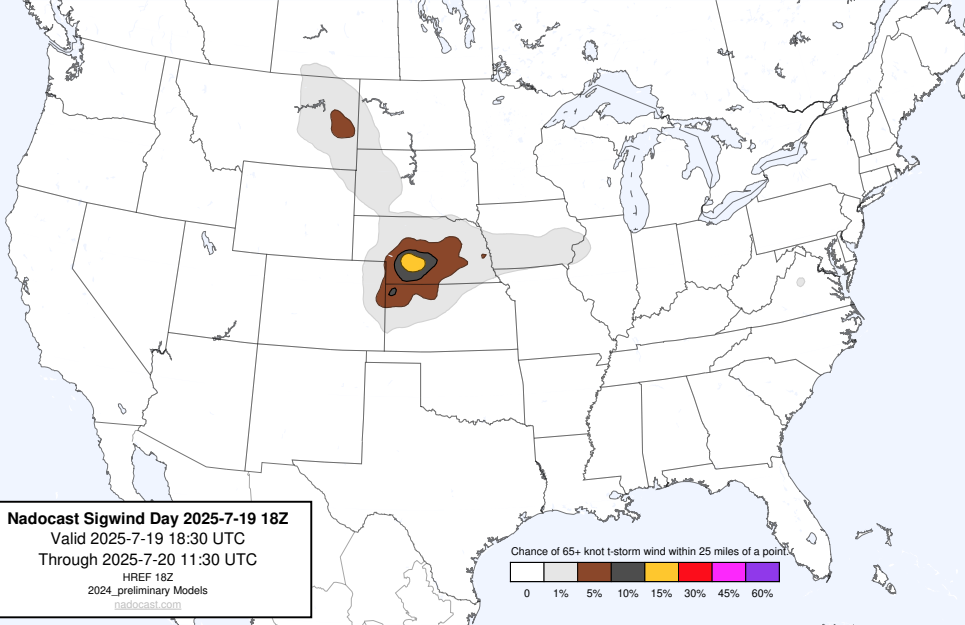 Nadocast Sigwind Day 2025-7-19 18Z
Valid 2025-7-19 18:30 UTC
Through 2025-7-20 11:30 UTC
HREF 18Z
2024_preliminary Models
nadocast.com
Chance of 65+ knot t-storm wind within 25 miles of a point.
0 1% 5% 10% 15% 30% 45% 60%